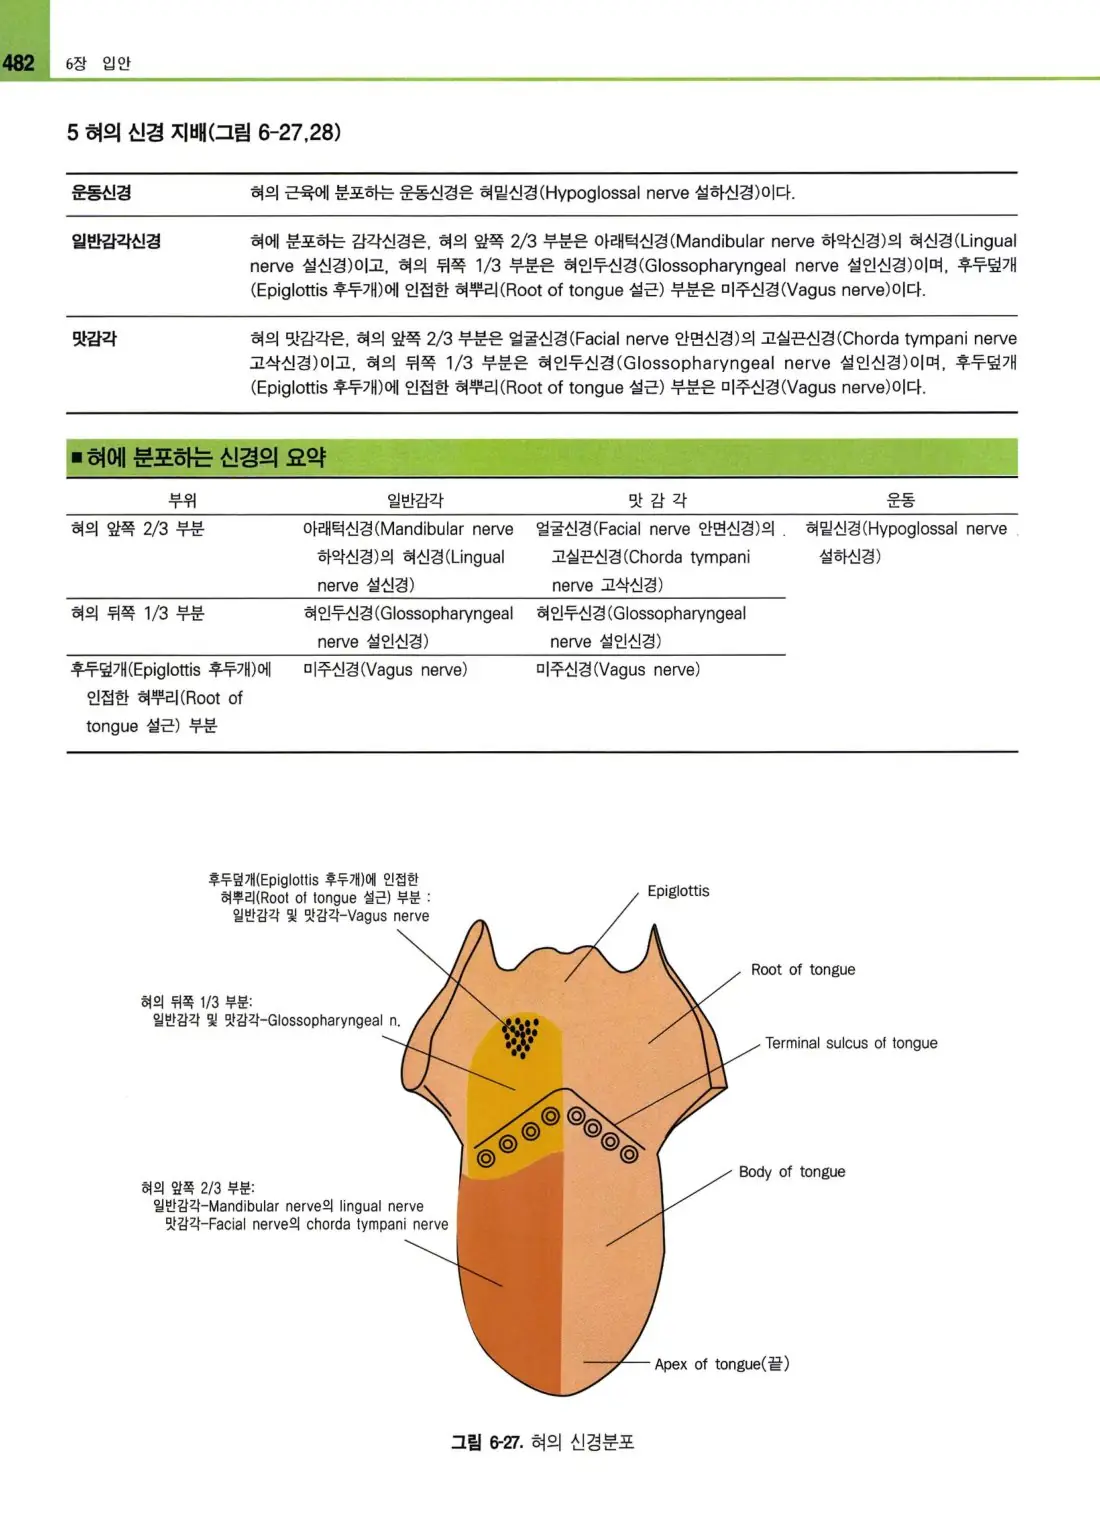 482
6장 입안
5 혀의 신경 지배(그림 6-27,28)
운동신경 혀의 근육에 분포하는 운동신경은 혀밑신경(Hypoglossal nerve 설하신경)이다.
일반감각신경 혀에 분포하는 감각신경은, 혀의 앞쪽 2/3 부분은 아래턱신경(Mandibular nerve 하악신경)의 혀신경(Lingual
nerve 설신경)이고, 혀의 뒤쪽 1/3 부분은 혀인두신경(Glossopharyngeal nerve 설인신경)이며, 후두덮개
(Epiglottis 후두개)에 인접한 혀뿌리(Root of tongue 설근) 부분은 미주신경(Vagus nerve)이다.
맛감각 혀의 맛감각은, 혀의 앞쪽 2/3 부분은 얼굴신경(Facial nerve 안면신경)의 고실끈신경(Chorda tympani nerve
고삭신경)이고, 혀의 뒤쪽 1/3 부분은 혀인두신경(Glossopharyngeal nerve 설인신경)이며, 후두덮개
(Epiglottis 후두개)에 인접한 혀뿌리(Root of tongue 설근) 부분은 미주신경(Vagus nerve)이다.
■ 혀에 분포하는 신경의 요약
부위 일반감각 맛 감 각 운동
혀의 앞쪽 2/3 부분 아래턱신경(Mandibular nerve 얼굴신경(Facial nerve 안면신경)의 혀밑신경(Hypoglossal nerve
하악신경)의 혀신경(Lingual 고실끈신경(Chorda tympani 설하신경)
nerve 설신경) nerve 고삭신경)
혀의 뒤쪽 1/3 부분 혀인두신경(Glossopharyngeal 혀인두신경(Glossopharyngeal
nerve 설인신경) nerve 설인신경)
후두덮개(Epiglottis 후두개)에 미주신경(Vagus nerve) 미주신경(Vagus nerve)
인접한 혀뿌리(Root of
tongue 설근) 부분
후두덮개(Epiglottis 후두개)에 인접한
혀뿌리(Root of tongue 설근) 부분 :
일반감각 및 맛감각-Vagus nerve
Epiglottis
Root of tongue
혀의 뒤쪽 1/3 부분:
일반감각 및 맛감각-Glossopharyngeal n.
Terminal sulcus of tongue
Body of tongue
혀의 앞쪽 2/3 부분:
일반감각-Mandibular nerve의 lingual nerve
맛감각-Facial nerve의 chorda tympani nerve
Apex of tongue(끝)
그림 6-27. 혀의 신경분포